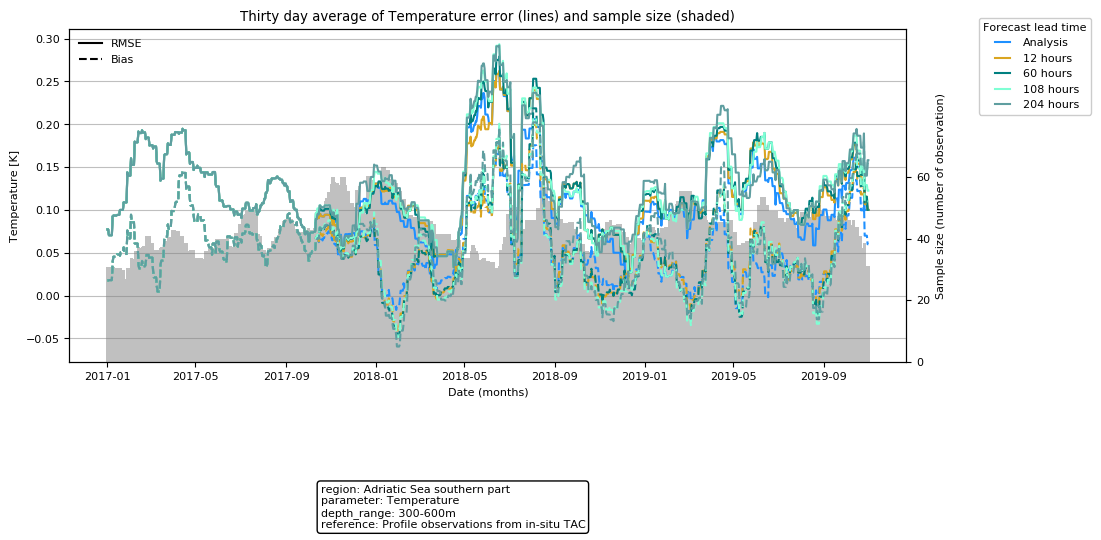 Thirty day average of Temperature error (lines) and sample size (shaded)
RMSE
Bias
Forecast lead time
Analysis
12 hours
60 hours
108 hours
204 hours
Temperature [K]
0.30
0.25
0.20
0.15
0.10
0.05
0.00
−0.05
60
40
20
0
Sample size (number of observation)
2017-01 2017-05 2017-09 2018-01 2018-05 2018-09 2019-01 2019-05 2019-09
Date (months)
region: Adriatic Sea southern part
parameter: Temperature
depth_range: 300-600m
reference: Profile observations from in-situ TAC